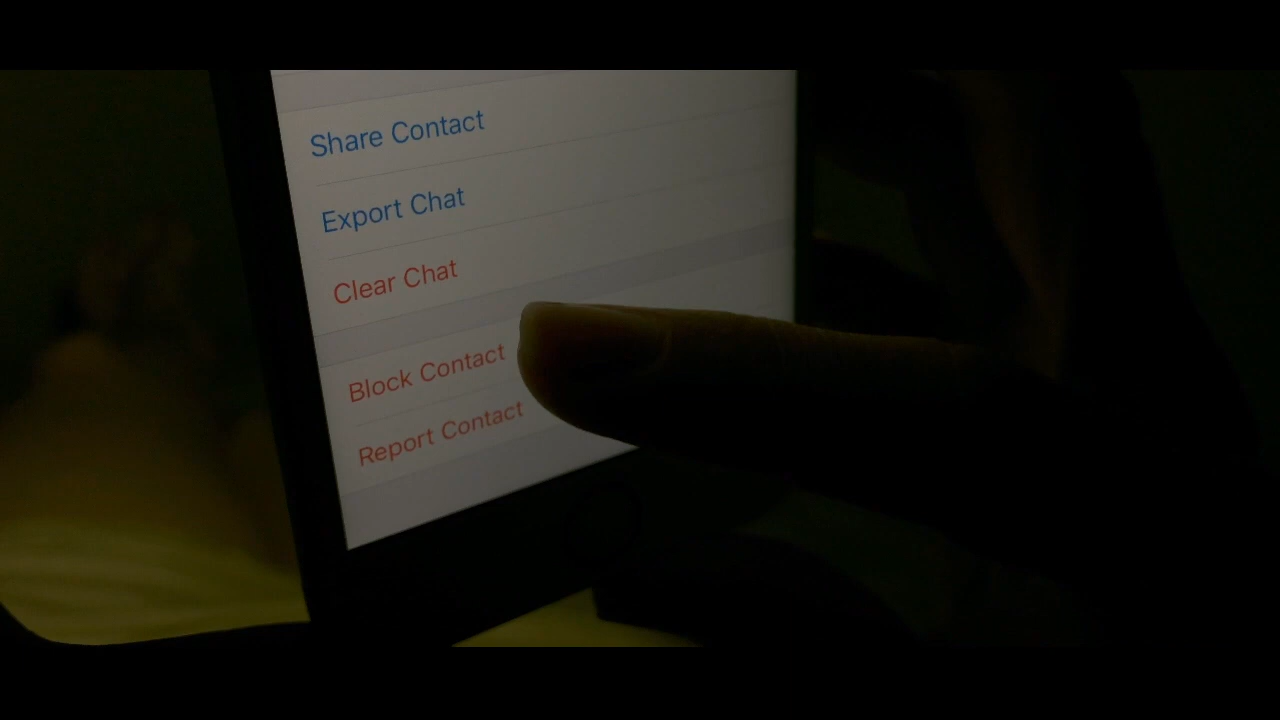 Share Contact
Export Chat
Clear Chat
Block Contact
Report Contact